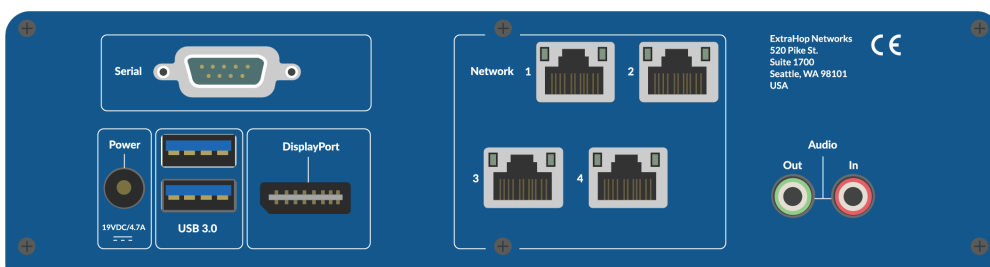 Serial
Network 1 2
ExtraHop Networks
520 Pike St.
Suite 1700
Seattle, WA 98101
USA
CE
Power
19VDC/4.7A
USB 3.0
DisplayPort
3 4
Audio
Out In